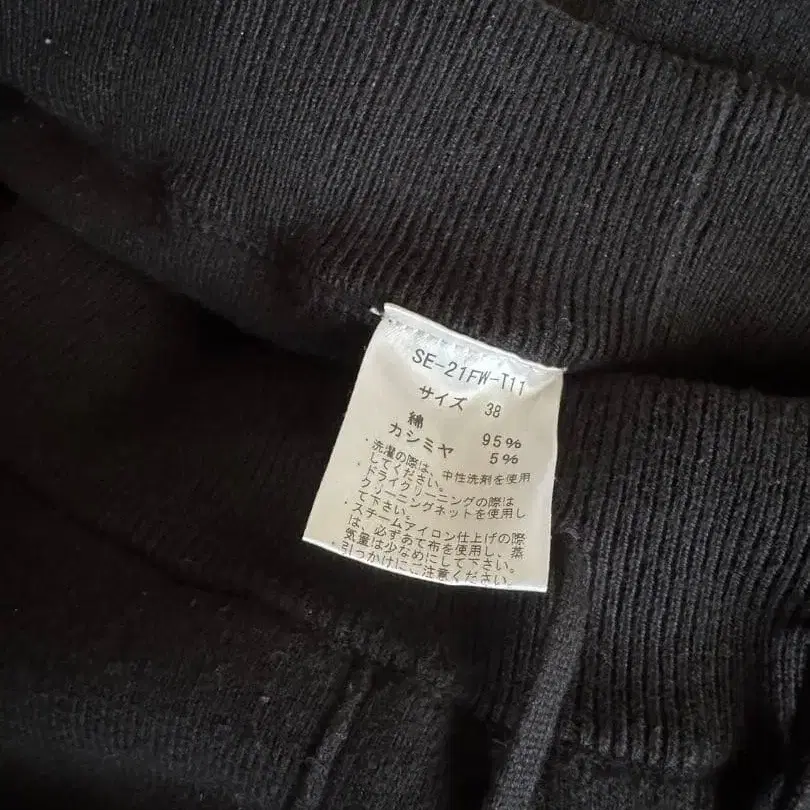 SE-21FW-T11
サイズ 38
綿 95%
カシミヤ 5%
・洗濯の際は、中性洗剤を使用
してください。
・ドライクリーニングの際は
クリーニングネットを使用し
て下さい。
・スチームアイロン仕上げの際
は、必ずあて布を使用し、蒸
気量は少なめにして下さい。
・引っかけにご注意ください。